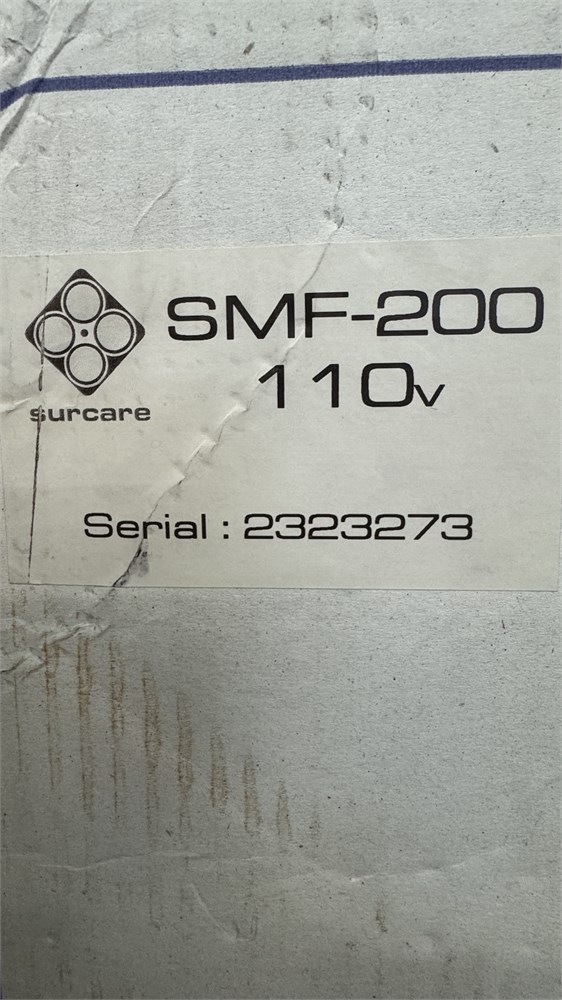 SMF-200
110v
surcare
Serial : 2323273